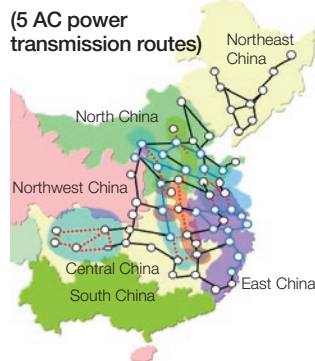 (5 AC power
transmission routes)
Northeast
China
North China
Northwest China
Central China
South China
East China